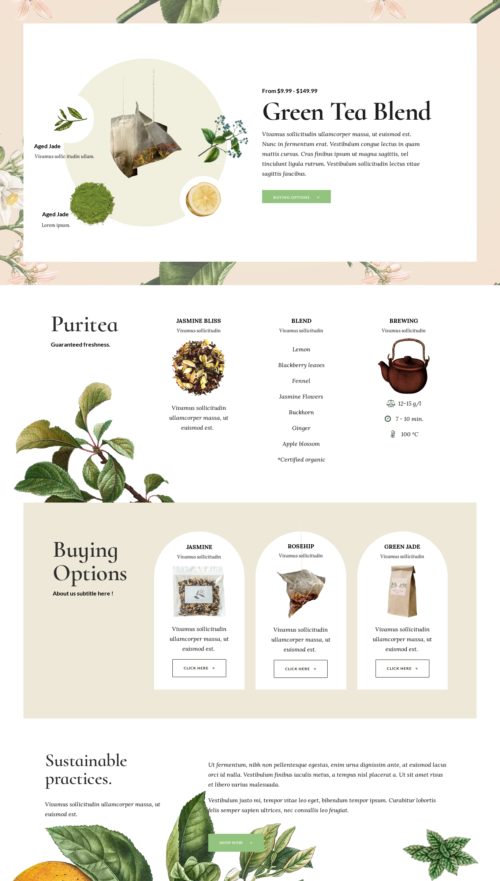 From $9.99 - $149.99
Green Tea Blend
Vivamus sollicitudin ullamcorper massa, ut euismod est.
Nunc in fermentum erat. Vestibulum congue lectus in quam
mattis cursus. Cras finibus ipsum ut magna sagittis, vel
tincidunt ligula rutrum. Vestibulum sollicitudin lectus vitae
sagittis faucibus.
BUYING OPTIONS
Aged Jade
Vivamus sollicitudin ullam.
Aged Jade
Lorem ipsum.
Puritea
Guaranteed freshness.
JASMINE BLISS
Vivamus sollicitudin
Vivamus sollicitudin
ullamcorper massa, ut
euismod est.
BLEND
Vivamus sollicitudin
Lemon
Blackberry leaves
Fennel
Jasmine Flowers
Buckhorn
Ginger
Apple blossom
*Certified organic
BREWING
Vivamus sollicitudin
12-15 g/l
7 - 10 min.
100 °C
Buying
Options
About us subtitle here !
JASMINE
Vivamus sollicitudin
Vivamus sollicitudin
ullamcorper massa, ut
euismod est.
CLICK HERE
ROSEHIP
Vivamus sollicitudin
Vivamus sollicitudin
ullamcorper massa, ut
euismod est.
CLICK HERE
GREEN JADE
Vivamus sollicitudin
Vivamus sollicitudin
ullamcorper massa, ut
euismod est.
CLICK HERE
Sustainable
practices.
Vivamus sollicitudin ullamcorper massa, ut
euismod est.
Ut fermentum, nibh non pellentesque egestas, enim urna dignissim ante, at euismod lacus
orci id nulla. Vestibulum finibus iaculis metus, a tempus nisl placerat a. Ut sit amet risus
et libero varius malesuada.
Vestibulum justo mi, tempor vitae leo eget, bibendum tempor ipsum. Curabitur lobortis
felis semper sapien ultrices, nec convallis leo feugiat.